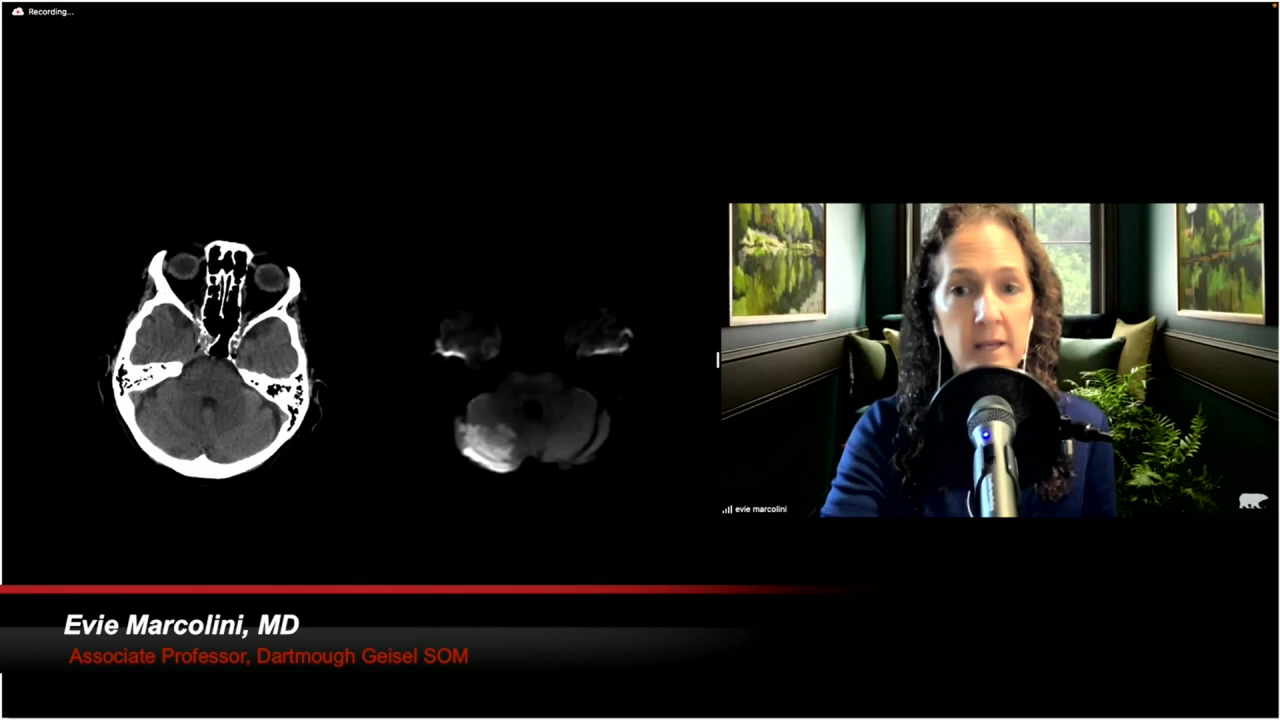 Recording...
evie marcolini
Evie Marcolini, MD
Associate Professor, Dartmough Geisel SOM